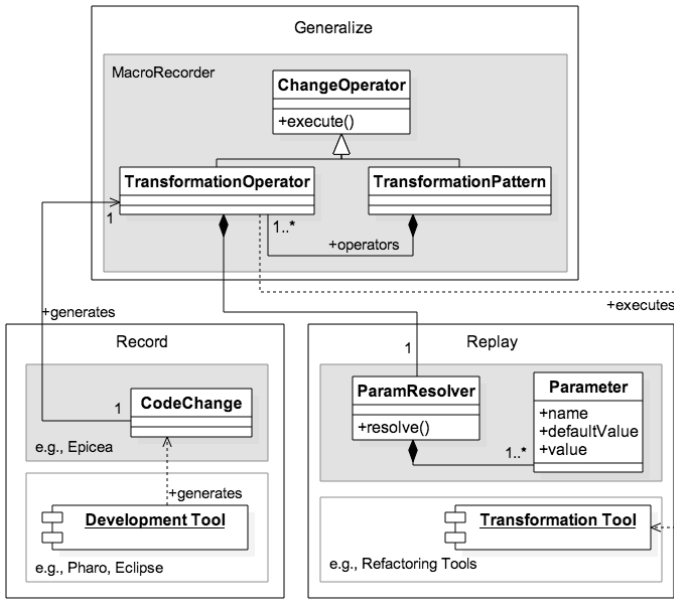 Generalize
MacroRecorder
ChangeOperator
+execute()
TransformationOperator
TransformationPattern
1
1..*
+operators
+generates
+executes
Record
Replay
1
1
CodeChange
e.g., Epicea
ParamResolver
+resolve()
Parameter
+name
+defaultValue
+value
1..*
+generates
Development Tool
e.g., Pharo, Eclipse
Transformation Tool
e.g., Refactoring Tools